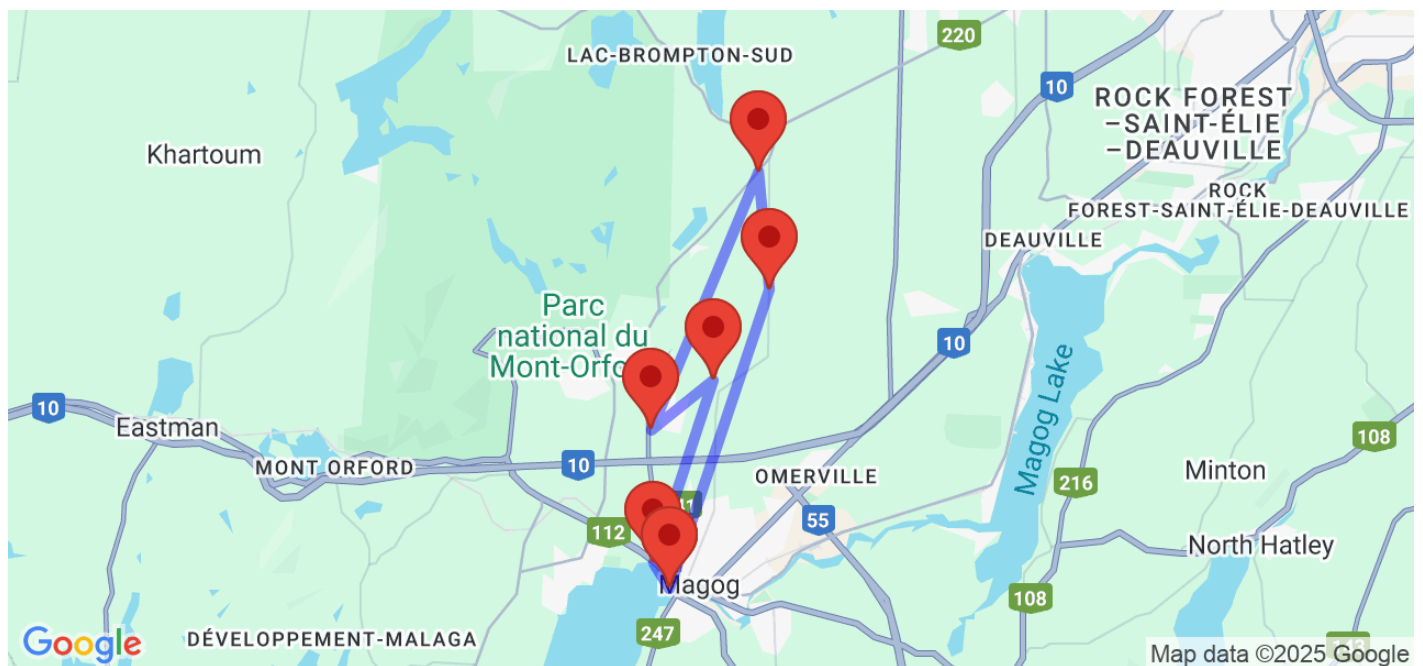 220
LAC-BROMPTON-SUD
10
ROCK FOREST
–SAINT-ÉLIE
–DEAUVILLE
Khartoum
ROCK
FOREST-SAINT-ÉLIE-DEAUVILLE
DEAUVILLE
Parc
national du
Mont-Orfo
10
Magog Lake
10
Eastman
108
MONT ORFORD
10
OMERVILLE
216
Minton
112
55
North Hatley
Magog
108
247
DÉVELOPPEMENT-MALAGA
Google
Map data ©2025 Google